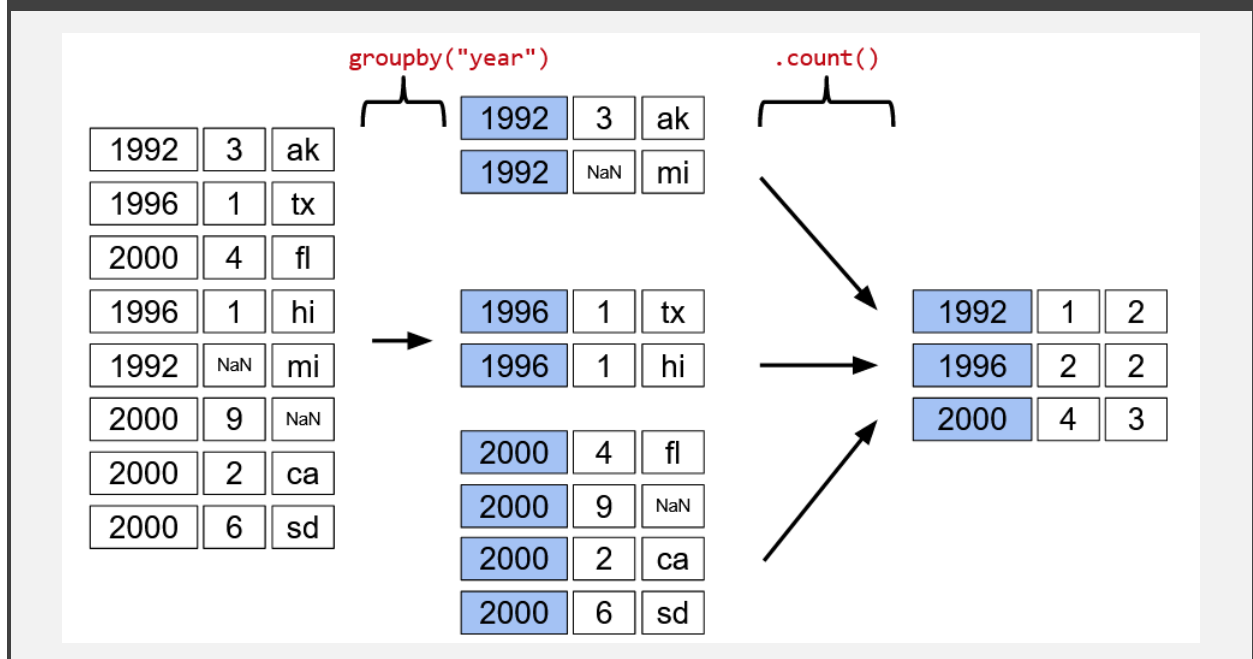 groupby("year") .count()
1992 3 ak
1996 1 tx
2000 4 fl
1996 1 hi
1992 NaN mi
2000 9 NaN
2000 2 ca
2000 6 sd
1992 3 ak
1992 NaN mi
1996 1 tx
1996 1 hi
2000 4 fl
2000 9 NaN
2000 2 ca
2000 6 sd
1992 1 2
1996 2 2
2000 4 3